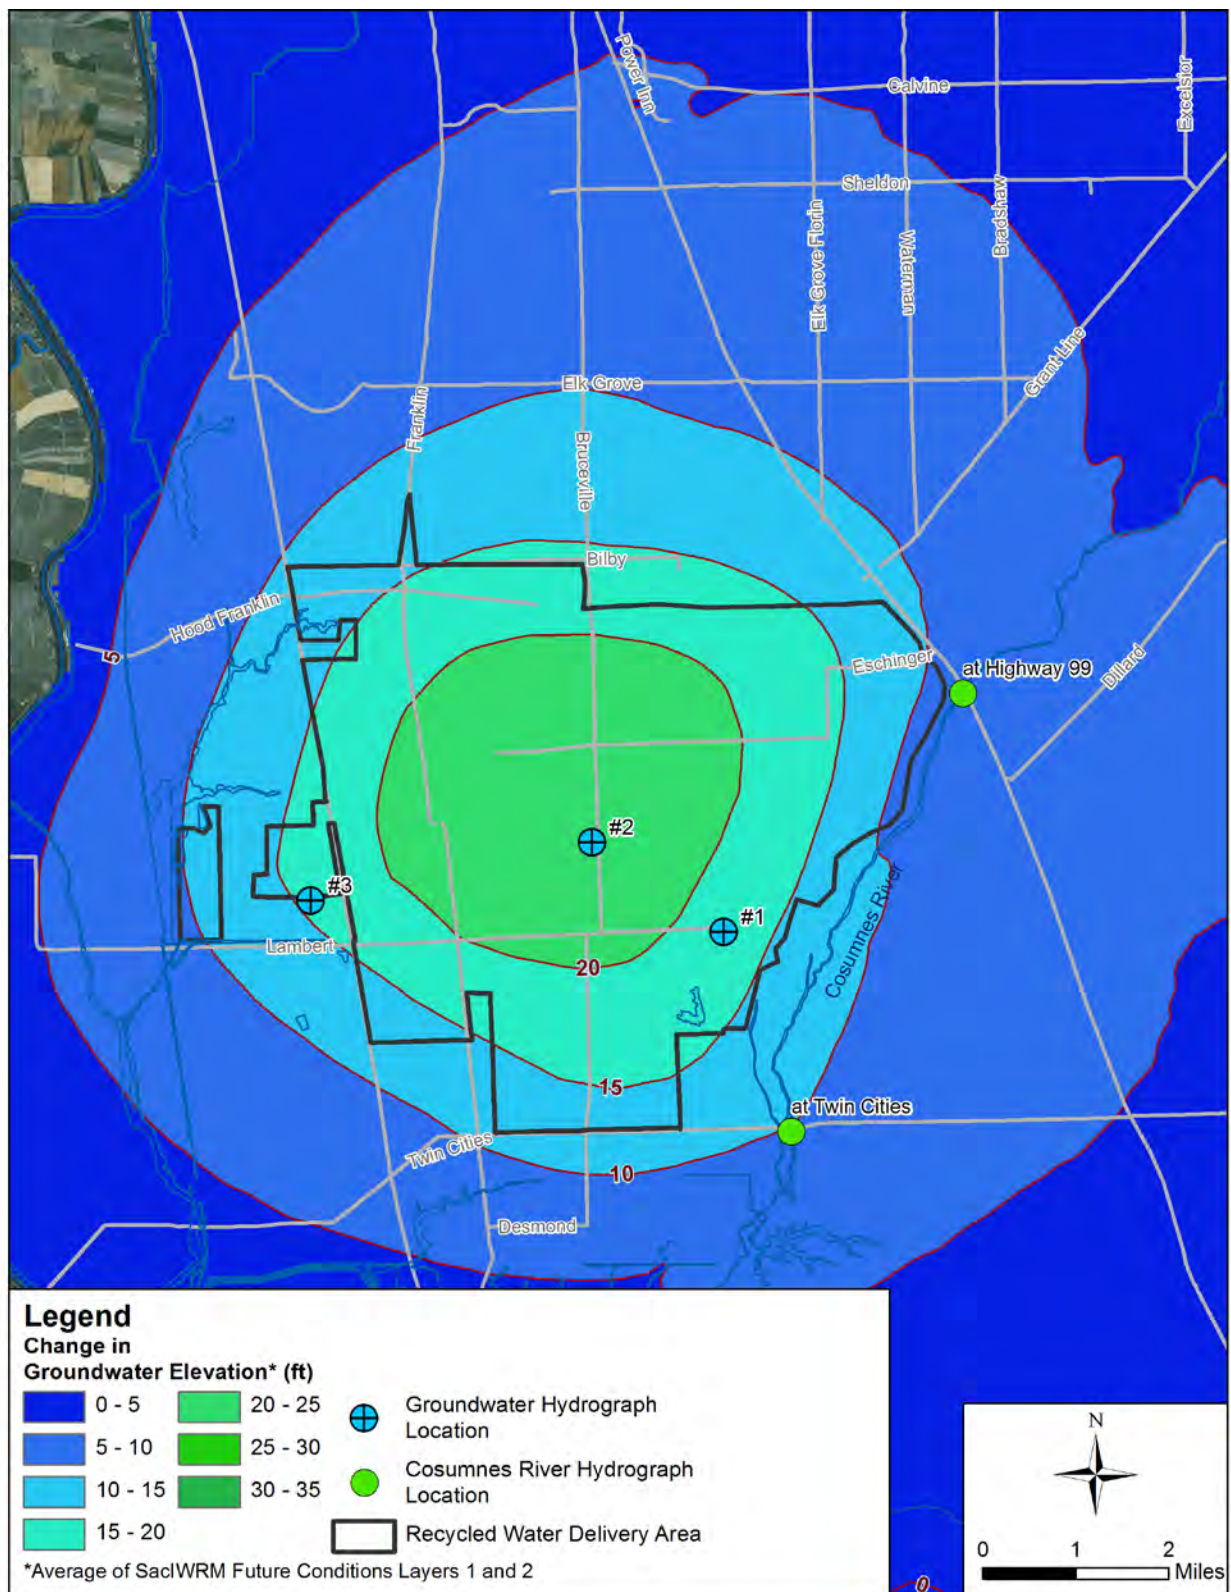 Power Inn
Calvine
Excelsior
Sheldon
Elk Grove Florin
Waterman
Bradshaw
Grant Line
Elk Grove
Franklin
Bruceville
Bilby
Hood Franklin
5
Eschinger
at Highway 99
Dillard
#2
#3
#1
Lambert
Cosumnes River
20
15
at Twin Cities
Twin Cities
10
Desmond
Legend
Change in
Groundwater Elevation* (ft)
0 - 5
5 - 10
10 - 15
15 - 20
20 - 25
25 - 30
30 - 35
Groundwater Hydrograph
Location
Cosumnes River Hydrograph
Location
Recycled Water Delivery Area
*Average of SacIWRM Future Conditions Layers 1 and 2
N
0 1 2
Miles
0